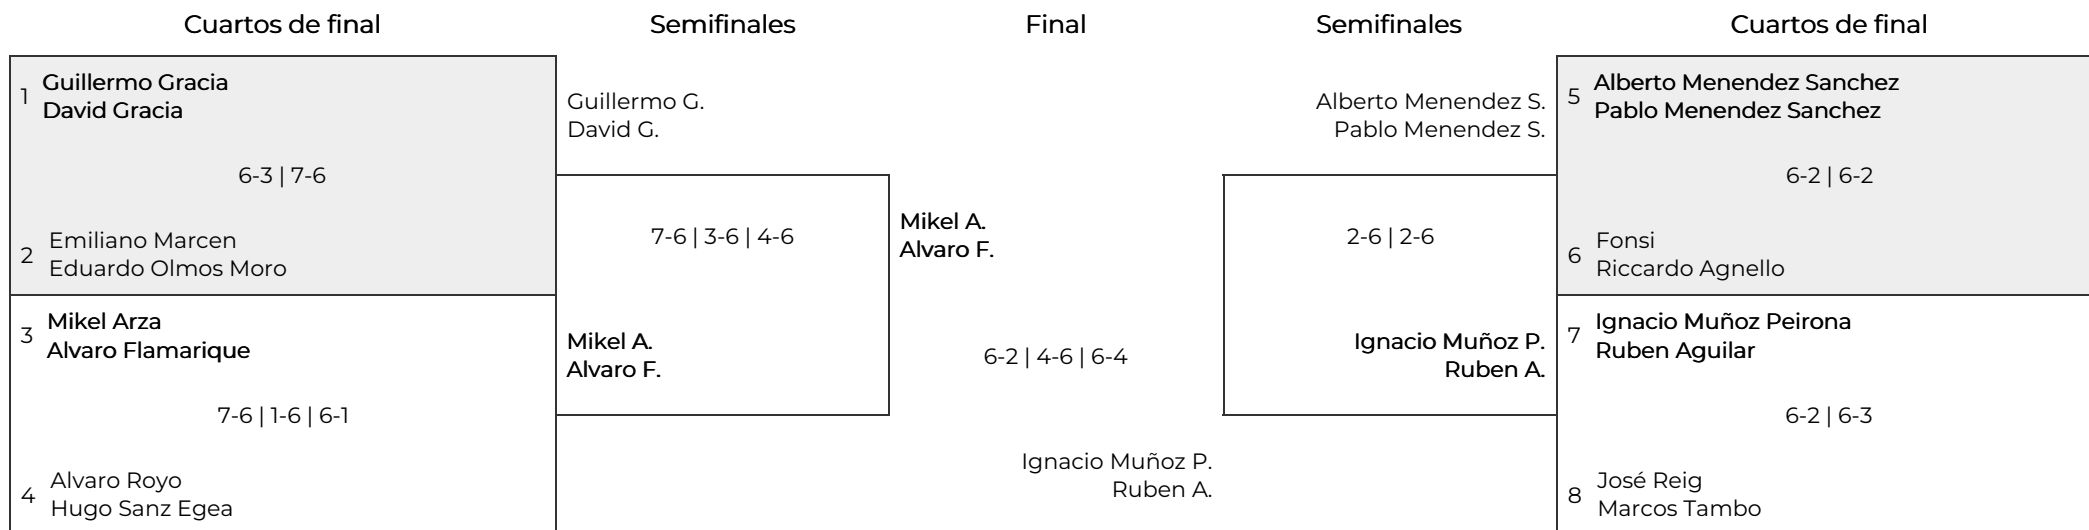 Cuartos de final
Semifinales
Final
Semifinales
Cuartos de final
1
Guillermo Gracia
David Gracia
6-3 | 7-6
2
Emiliano Marcen
Eduardo Olmos Moro
3
Mikel Arza
Alvaro Flamarique
7-6 | 1-6 | 6-1
4
Alvaro Royo
Hugo Sanz Egea
Guillermo G.
David G.
7-6 | 3-6 | 4-6
Mikel A.
Alvaro F.
Mikel A.
Alvaro F.
6-2 | 4-6 | 6-4
Ignacio Muñoz P.
Ruben A.
Alberto Menendez S.
Pablo Menendez S.
2-6 | 2-6
Ignacio Muñoz P.
Ruben A.
5
Alberto Menendez Sanchez
Pablo Menendez Sanchez
6-2 | 6-2
6
Fonsi
Riccardo Agnello
7
Ignacio Muñoz Peirona
Ruben Aguilar
6-2 | 6-3
8
José Reig
Marcos Tambo